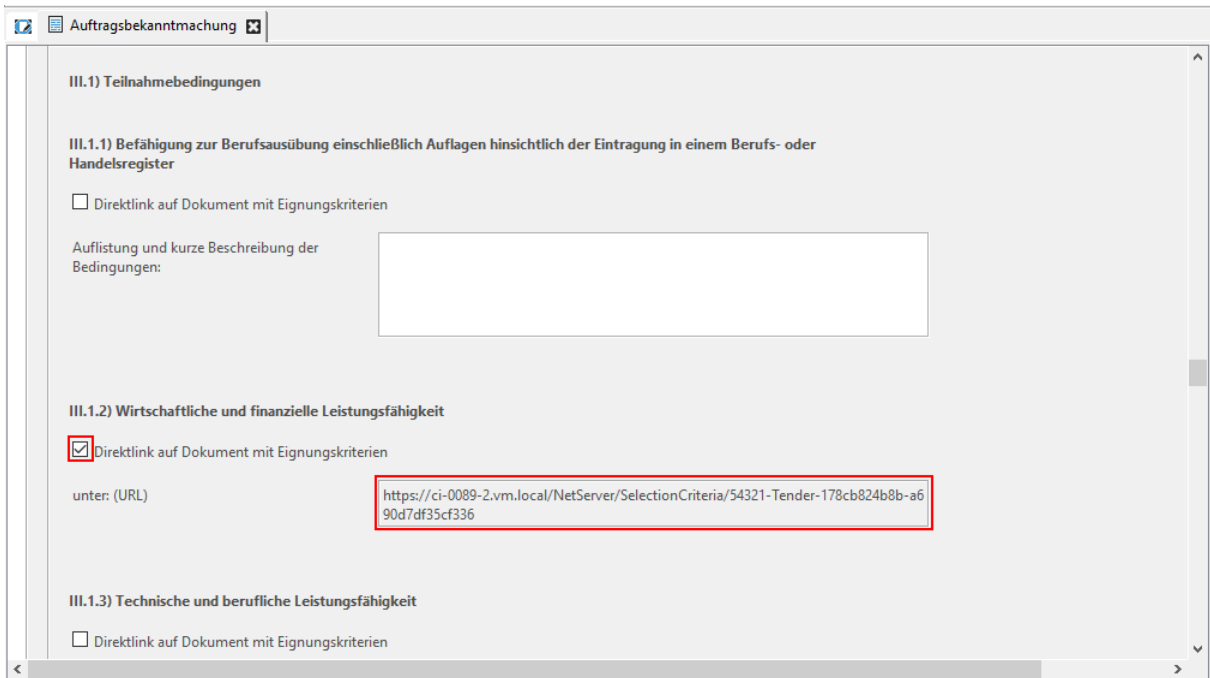 Auftragsbekanntmachung
III.1) Teilnahmebedingungen
III.1.1) Befähigung zur Berufsausübung einschließlich Auflagen hinsichtlich der Eintragung in einem Berufs- oder
Handelsregister
Direktlink auf Dokument mit Eignungskriterien
Auflistung und kurze Beschreibung der
Bedingungen:
III.1.2) Wirtschaftliche und finanzielle Leistungsfähigkeit
Direktlink auf Dokument mit Eignungskriterien
unter: (URL)
https://ci-0089-2.vm.local/NetServer/SelectionCriteria/54321-Tender-178cb824b8b-a6
90d7df35cf336
III.1.3) Technische und berufliche Leistungsfähigkeit
Direktlink auf Dokument mit Eignungskriterien